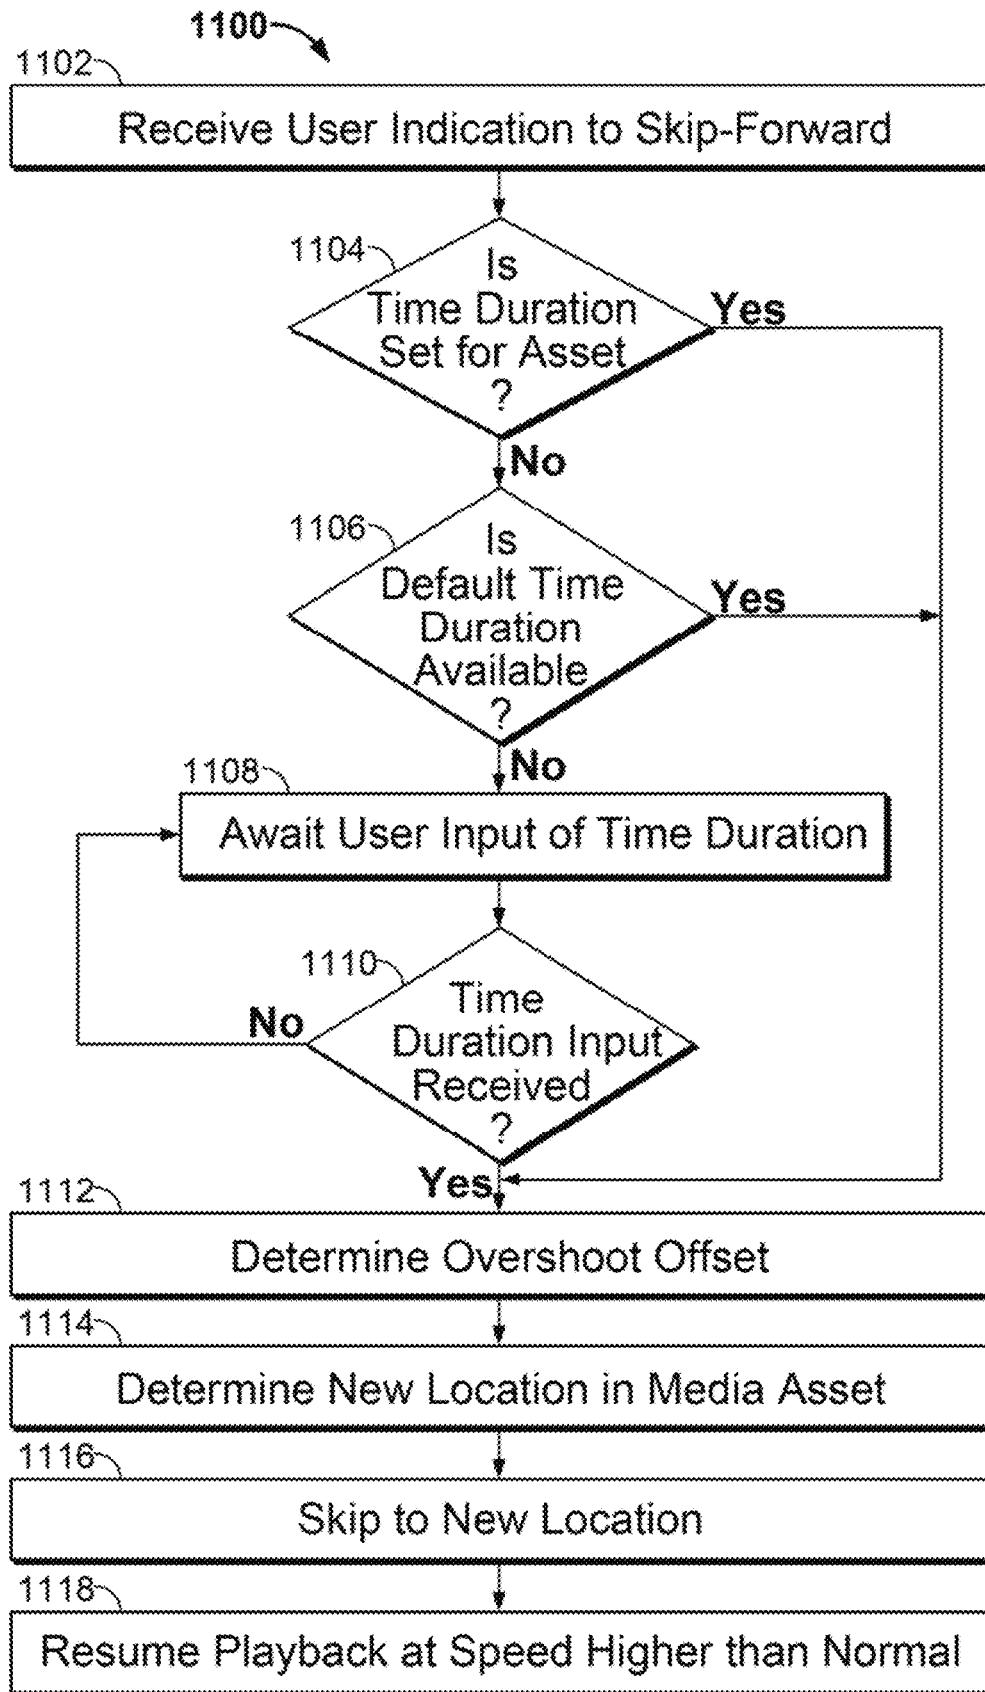 1100
1102
Receive User Indication to Skip-Forward
1104
Is
Time Duration
Set for Asset
?
Yes
No
1106
Is
Default Time
Duration
Available
?
Yes
No
1108
Await User Input of Time Duration
1110
Time
Duration Input
Received
?
No
Yes
1112
Determine Overshoot Offset
1114
Determine New Location in Media Asset
1116
Skip to New Location
1118
Resume Playback at Speed Higher than Normal